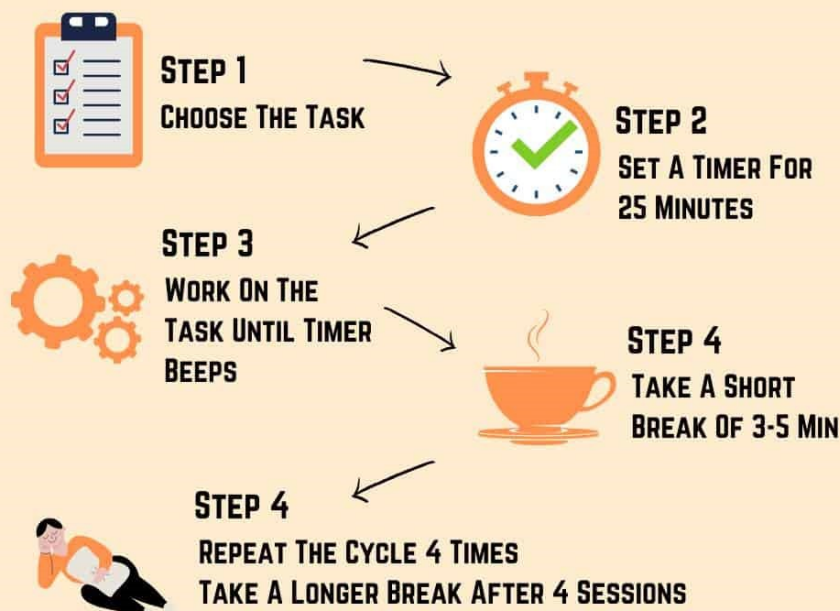 STEP 1
CHOOSE THE TASK
STEP 2
SET A TIMER FOR
25 MINUTES
STEP 3
WORK ON THE
TASK UNTIL TIMER
BEEPS
STEP 4
TAKE A SHORT
BREAK OF 3-5 MIN
STEP 4
REPEAT THE CYCLE 4 TIMES
TAKE A LONGER BREAK AFTER 4 SESSIONS